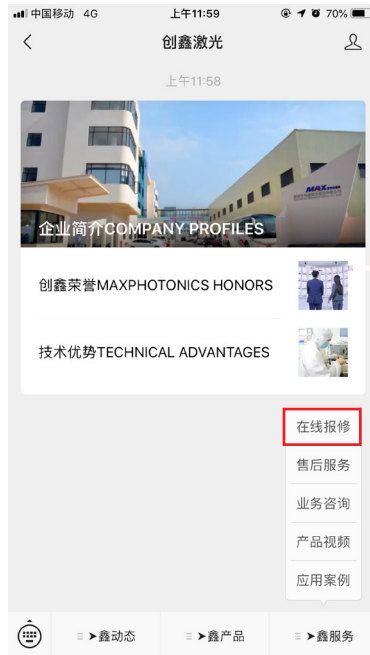 中国移动 4G 上午11:59 70%
创鑫激光
上午11:58
MAX
企业简介COMPANY PROFILES
创鑫荣誉MAXPHOTONICS HONORS
技术优势TECHNICAL ADVANTAGES
在线报修
售后服务
业务咨询
产品视频
应用案例
➤鑫动态 ➤鑫产品 ➤鑫服务